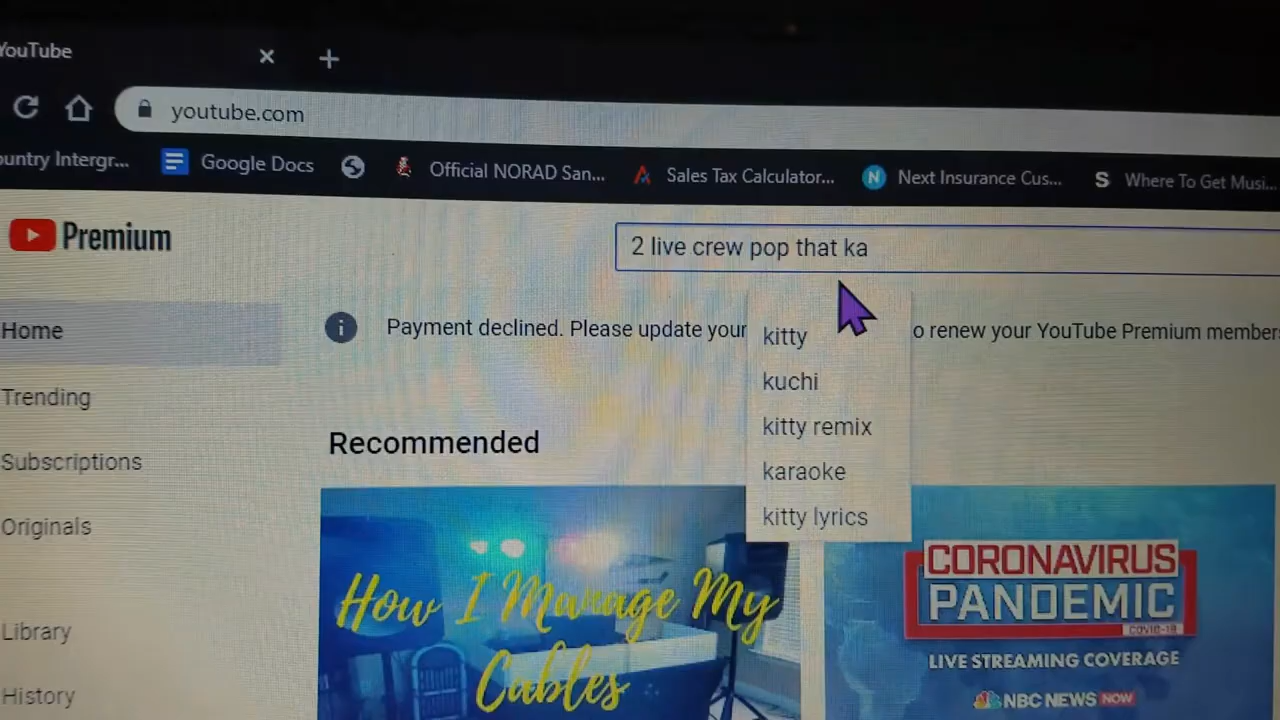 YouTube
youtube.com
ountry Intergr...
Google Docs
Official NORAD San...
Sales Tax Calculator...
N
Next Insurance Cus...
S
Where To Get Musi...
Premium
2 live crew pop that ka
Home
i
Payment declined. Please update your
o renew your YouTube Premium member
kitty
kuchi
kitty remix
karaoke
kitty lyrics
Trending
Subscriptions
Originals
Library
History
Recommended
How I Manage My
Cables
CORONAVIRUS
PANDEMIC
COVID-19
LIVE STREAMING COVERAGE
NBC NEWS NOW